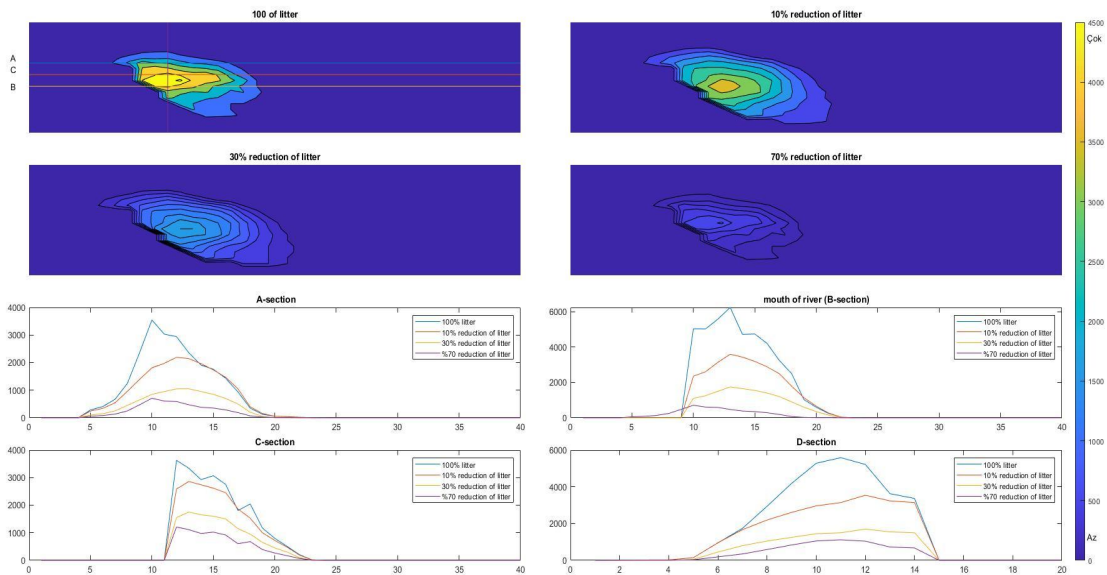 100 of litter
10% reduction of litter
A
C
B
4500
Çok
4000
3500
3000
2500
2000
1500
1000
500
Az
0
30% reduction of litter
70% reduction of litter
A-section
4000
3000
2000
1000
0
0 5 10 15 20 25 30 35 40
100% litter
10% reduction of litter
30% reduction of litter
%70 reduction of litter
mouth of river (B-section)
6000
4000
2000
0
0 5 10 15 20 25 30 35 40
100% litter
10% reduction of litter
30% reduction of litter
%70 reduction of litter
C-section
4000
3000
2000
1000
0
0 5 10 15 20 25 30 35 40
100% litter
10% reduction of litter
30% reduction of litter
%70 reduction of litter
D-section
6000
4000
2000
0
0 2 4 6 8 10 12 14 16 18 20
100% litter
10% reduction of litter
30% reduction of litter
%70 reduction of litter